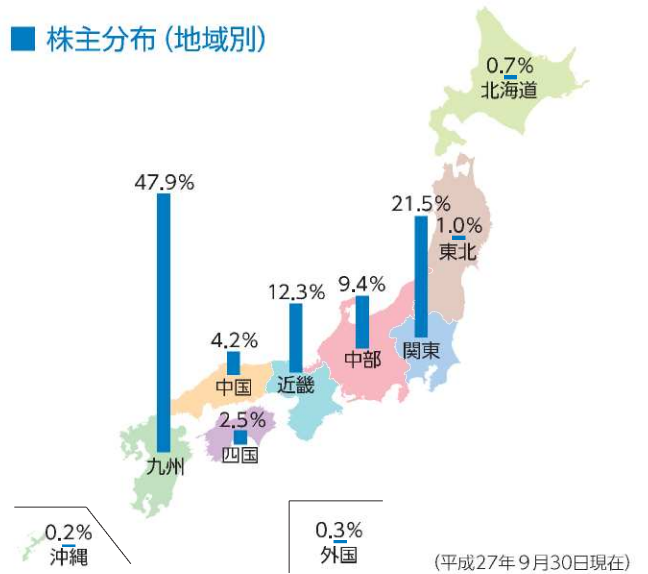 株主分布(地域別)
0.7%
北海道
47.9%
21.5%
1.0%
東北
12.3%
9.4%
4.2%
中部
関東
中国
近畿
2.5%
九州
四国
0.2%
沖縄
0.3%
外国
(平成27年9月30日現在)